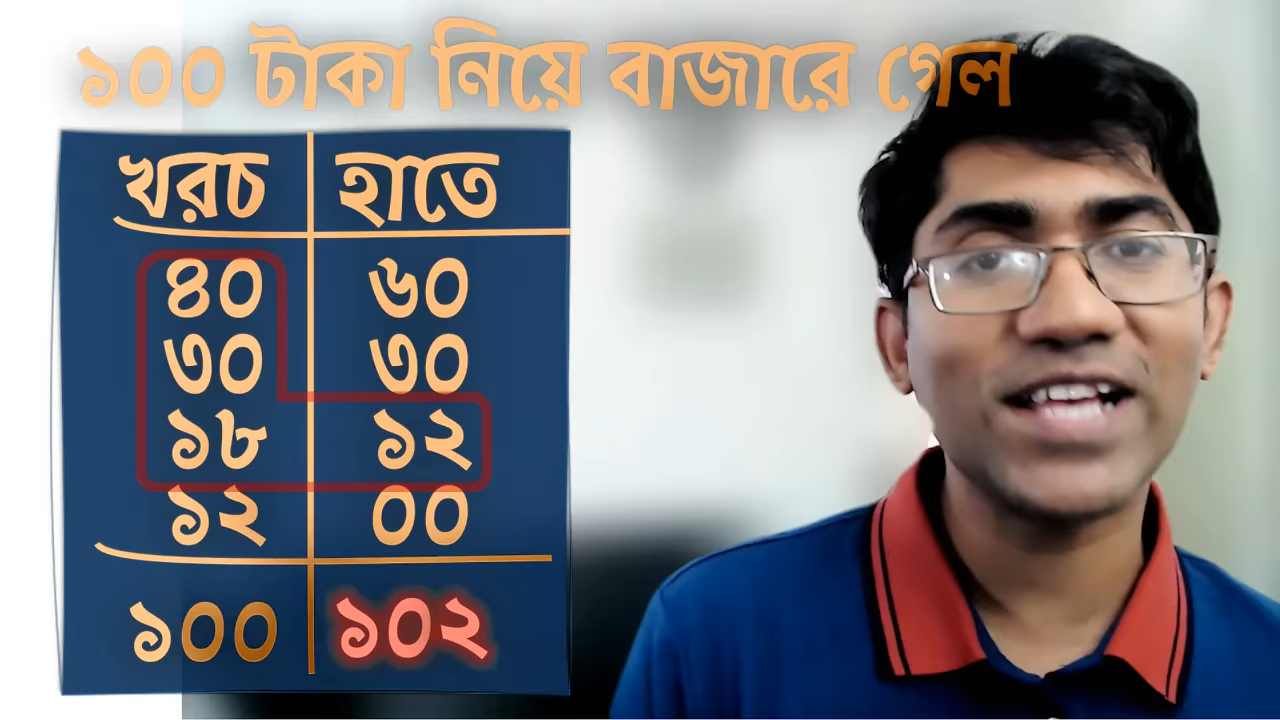 ১০০ টাকা নিয়ে বাজারে গেল
খরচ হাতে
৪০ ৬০
৩০ ৩০
১৮ ১২
১২ ০০
১০০ ১০২